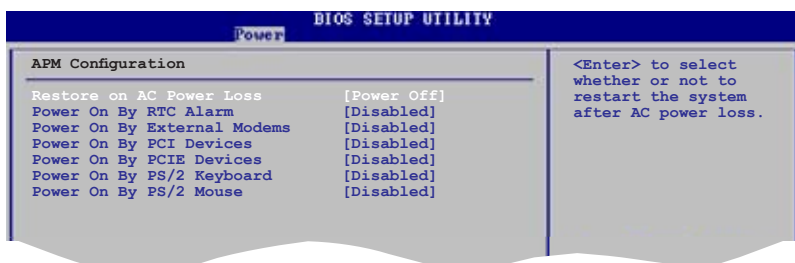 BIOS SETUP UTILITY
Power
APM Configuration
Restore on AC Power Loss [Power Off]
Power On By RTC Alarm [Disabled]
Power On By External Modems [Disabled]
Power On By PCI Devices [Disabled]
Power On By PCIE Devices [Disabled]
Power On By PS/2 Keyboard [Disabled]
Power On By PS/2 Mouse [Disabled]
<Enter> to select
whether or not to
restart the system
after AC power loss.